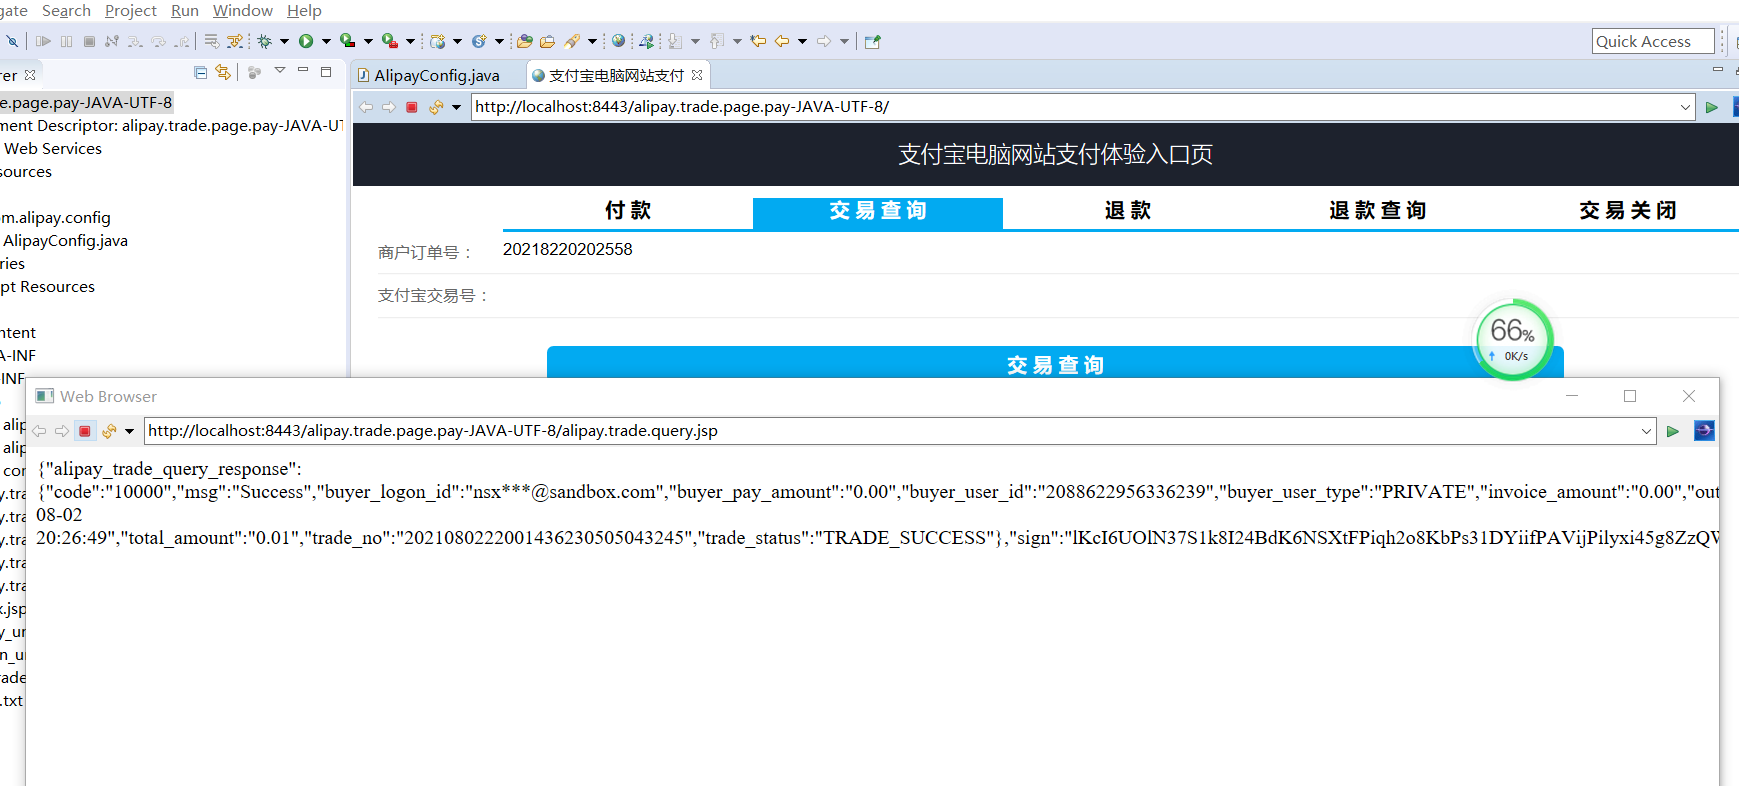 gate Search Project Run Window Help
Quick Access
rer
AlipayConfig.java 支付宝电脑网站支付
e.page.pay-JAVA-UTF-8
http://localhost:8443/alipay.trade.page.pay-JAVA-UTF-8/
ment Descriptor: alipay.trade.page.pay-JAVA-UT
Web Services
sources
om.alipay.config
AlipayConfig.java
ries
pt Resources
ntent
A-INF
-INF
支付宝电脑网站支付体验入口页
付款 交易查询 退款 退款查询 交易关闭
商户订单号： 20218220202558
支付宝交易号：
66%
0K/s
交易查询
Web Browser
http://localhost:8443/alipay.trade.page.pay-JAVA-UTF-8/alipay.trade.query.jsp
{"alipay_trade_query_response":
{"code":"10000","msg":"Success","buyer_logon_id":"nsx***@sandbox.com","buyer_pay_amount":"0.00","buyer_user_id":"2088622956336239","buyer_user_type":"PRIVATE","invoice_amount":"0.00","out
08-02
20:26:49","total_amount":"0.01","trade_no":"2021080222001436230505043245","trade_status":"TRADE_SUCCESS"},"sign":"lKcI6UOlN37S1k8I24BdK6NSXtFPiqh2o8KbPs31DYiifPAVijPilyxi45g8ZzQV
alip
alip
cor
y.tra
y.tra
y.tra
y.tra
y.tra
x.jsp
y_ur
n_ur
rade
.txt